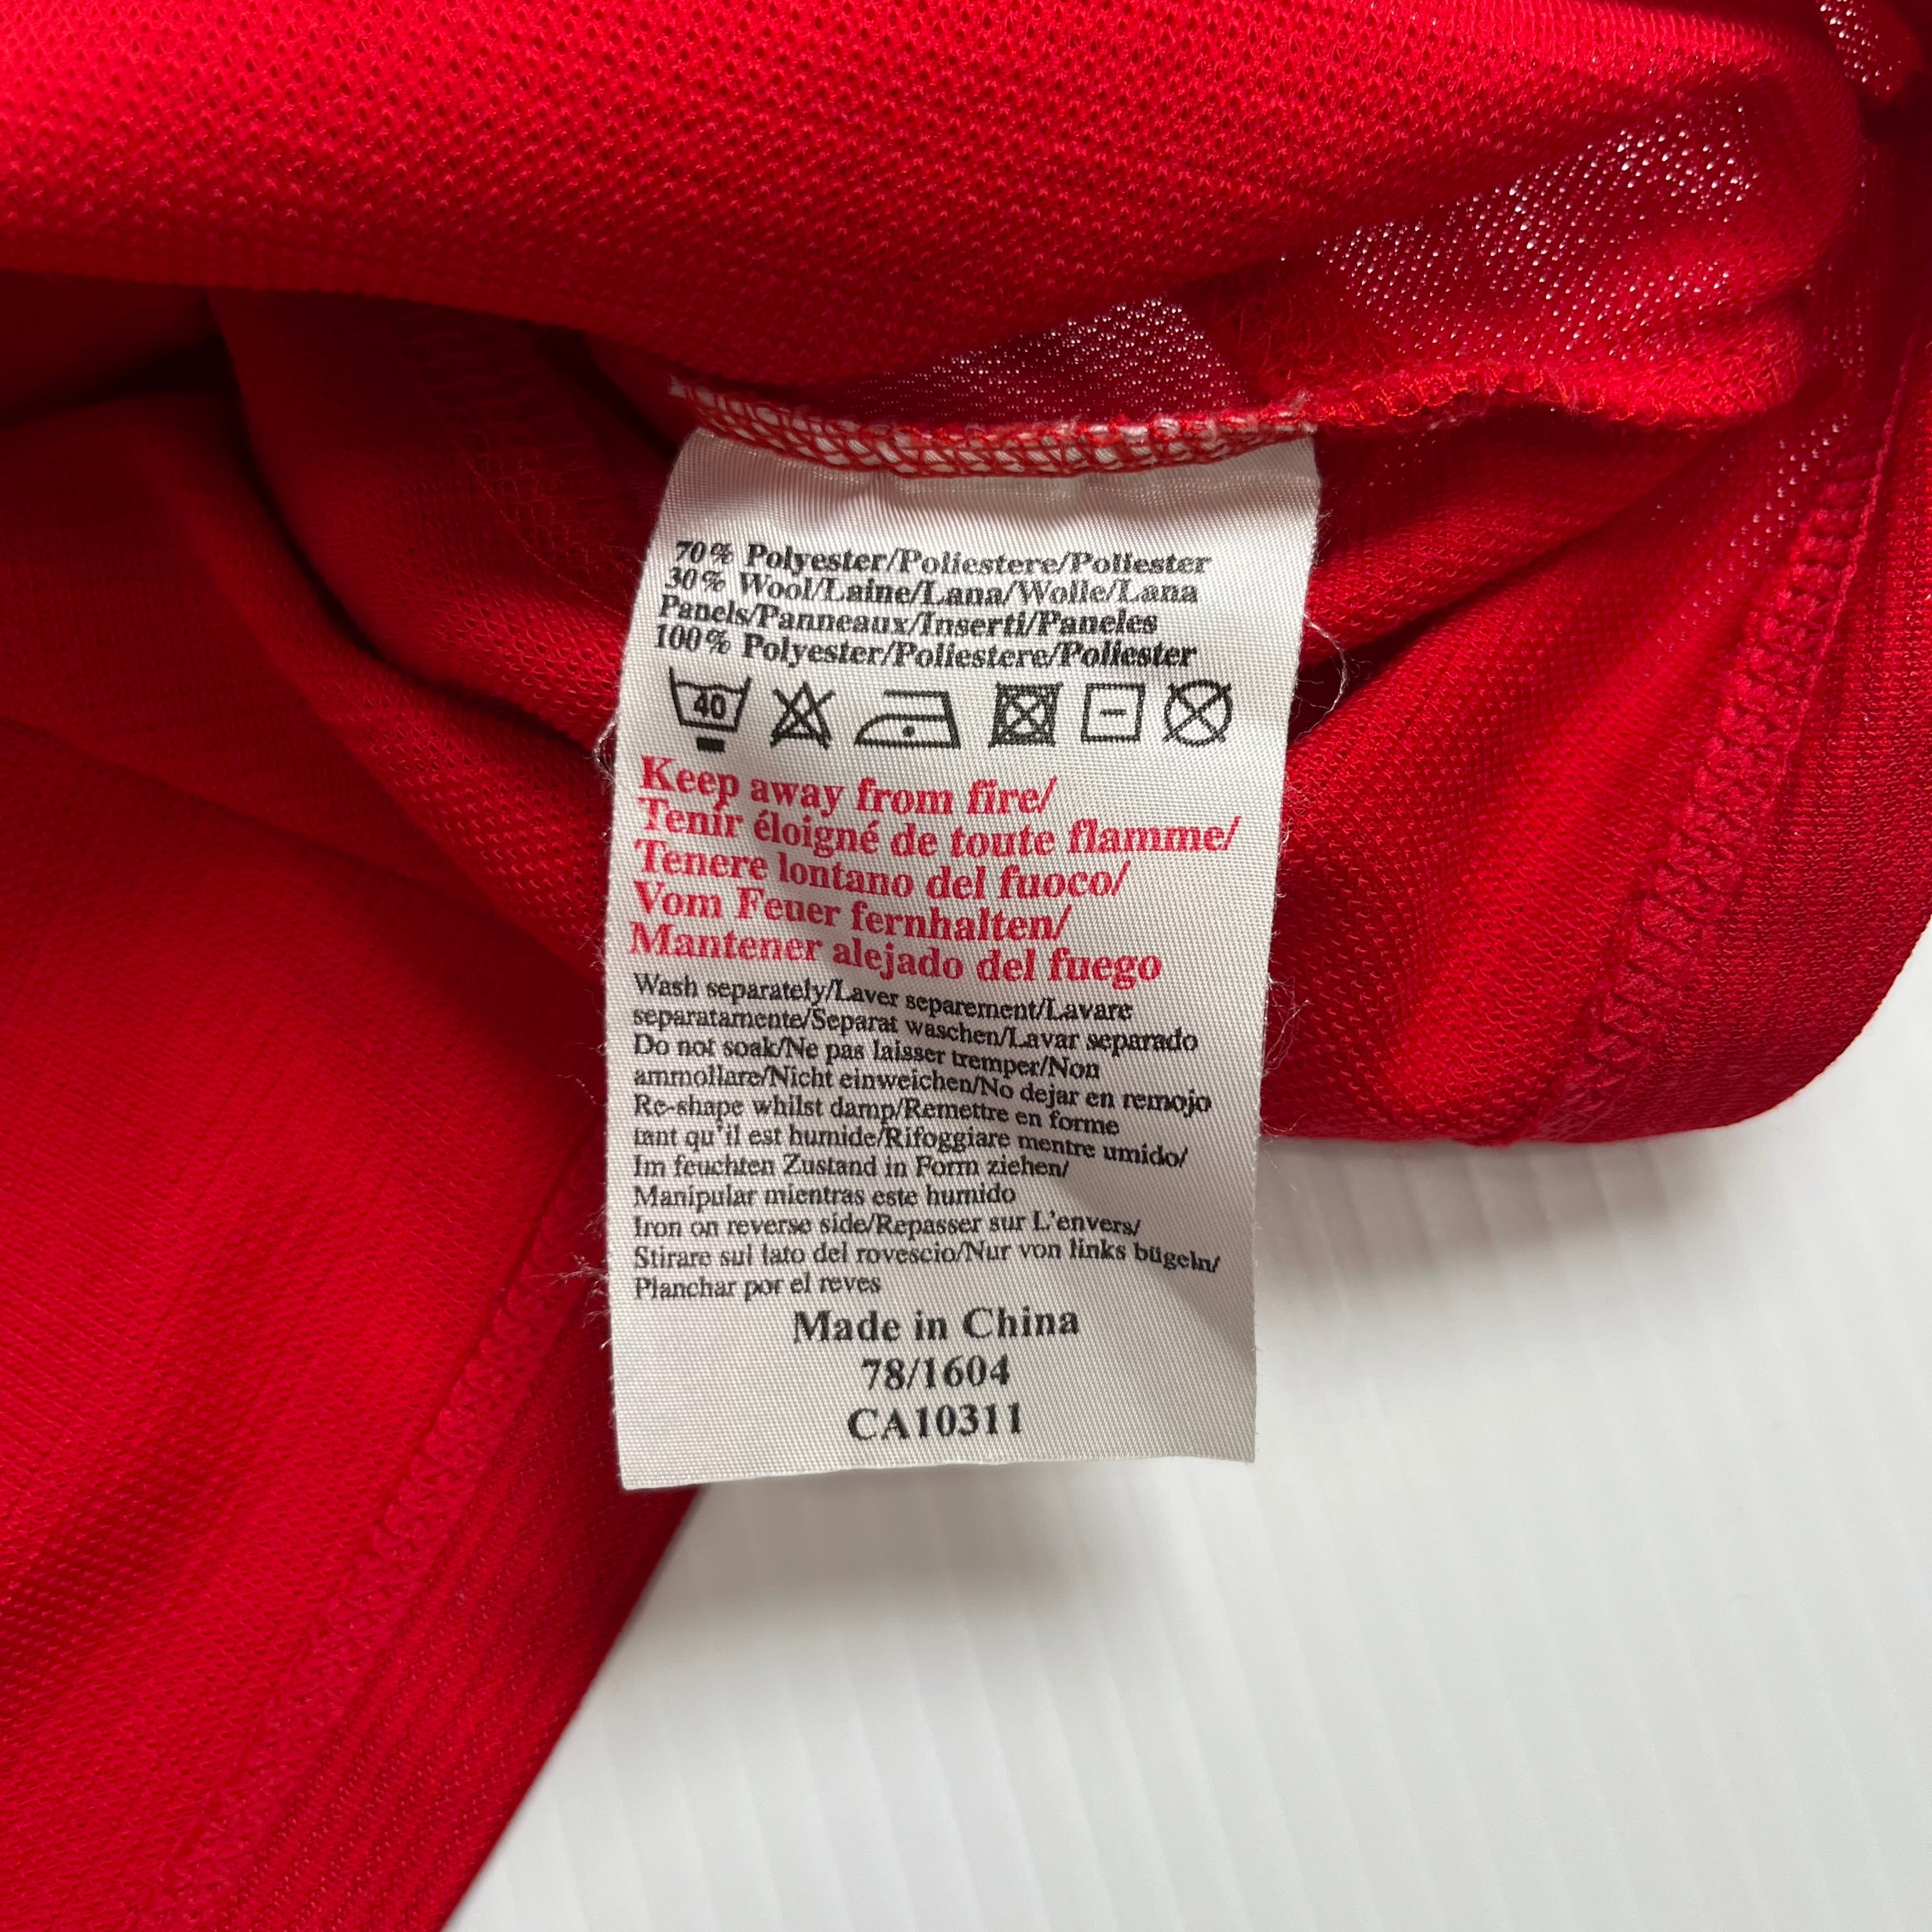 70% Polyester/Poliestere/Poliester
30% Wool/Laine/Lana/Wolle/Lana
Panels/Panneaux/Inserti/Paneles
100% Polyester/Poliestere/Poliester
40
Keep away from fire/
Tenir éloigné de toute flamme/
Tenere lontano del fuoco/
Vom Feuer fernhalten/
Mantener alejado del fuego
Wash separately/Laver separement/Lavare
separatamente/Separat waschen/Lavar separado
Do not soak/Ne pas laisser tremper/Non
ammollare/Nicht einweichen/No dejar en remojo
Re-shape whilst damp/Remettre en forme
tant qu'il est humide/Rifoggiare mentre umido/
Im feuchten Zustand in Form ziehen/
Manipular mientras este humido
Iron on reverse side/Repasser sur L'envers/
Stirare sul lato del rovescio/Nur von links bügeln/
Planchar por el reves
Made in China
78/1604
CA10311